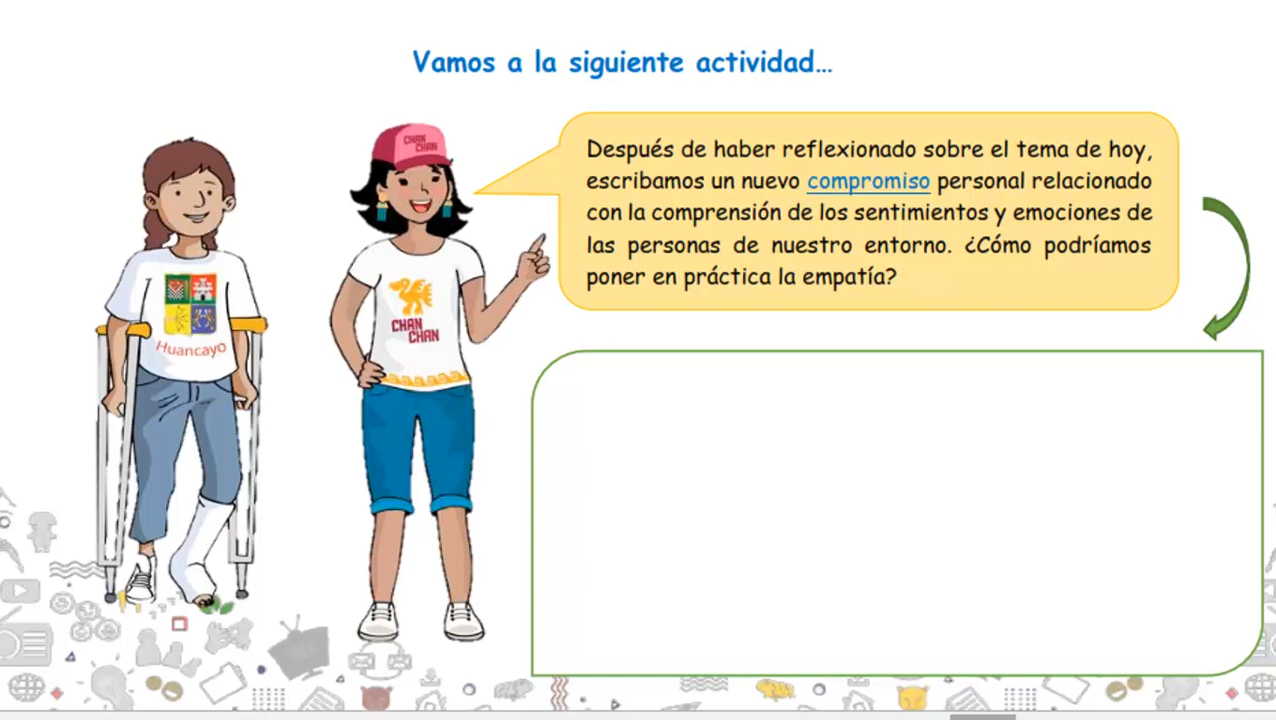 Vamos a la siguiente actividad...
Después de haber reflexionado sobre el tema de hoy,
escribamos un nuevo compromiso personal relacionado
con la comprensión de los sentimientos y emociones de
las personas de nuestro entorno. ¿Cómo podríamos
poner en práctica la empatía?
CHAN
CHAN
CHAN
CHAN
Huancayo